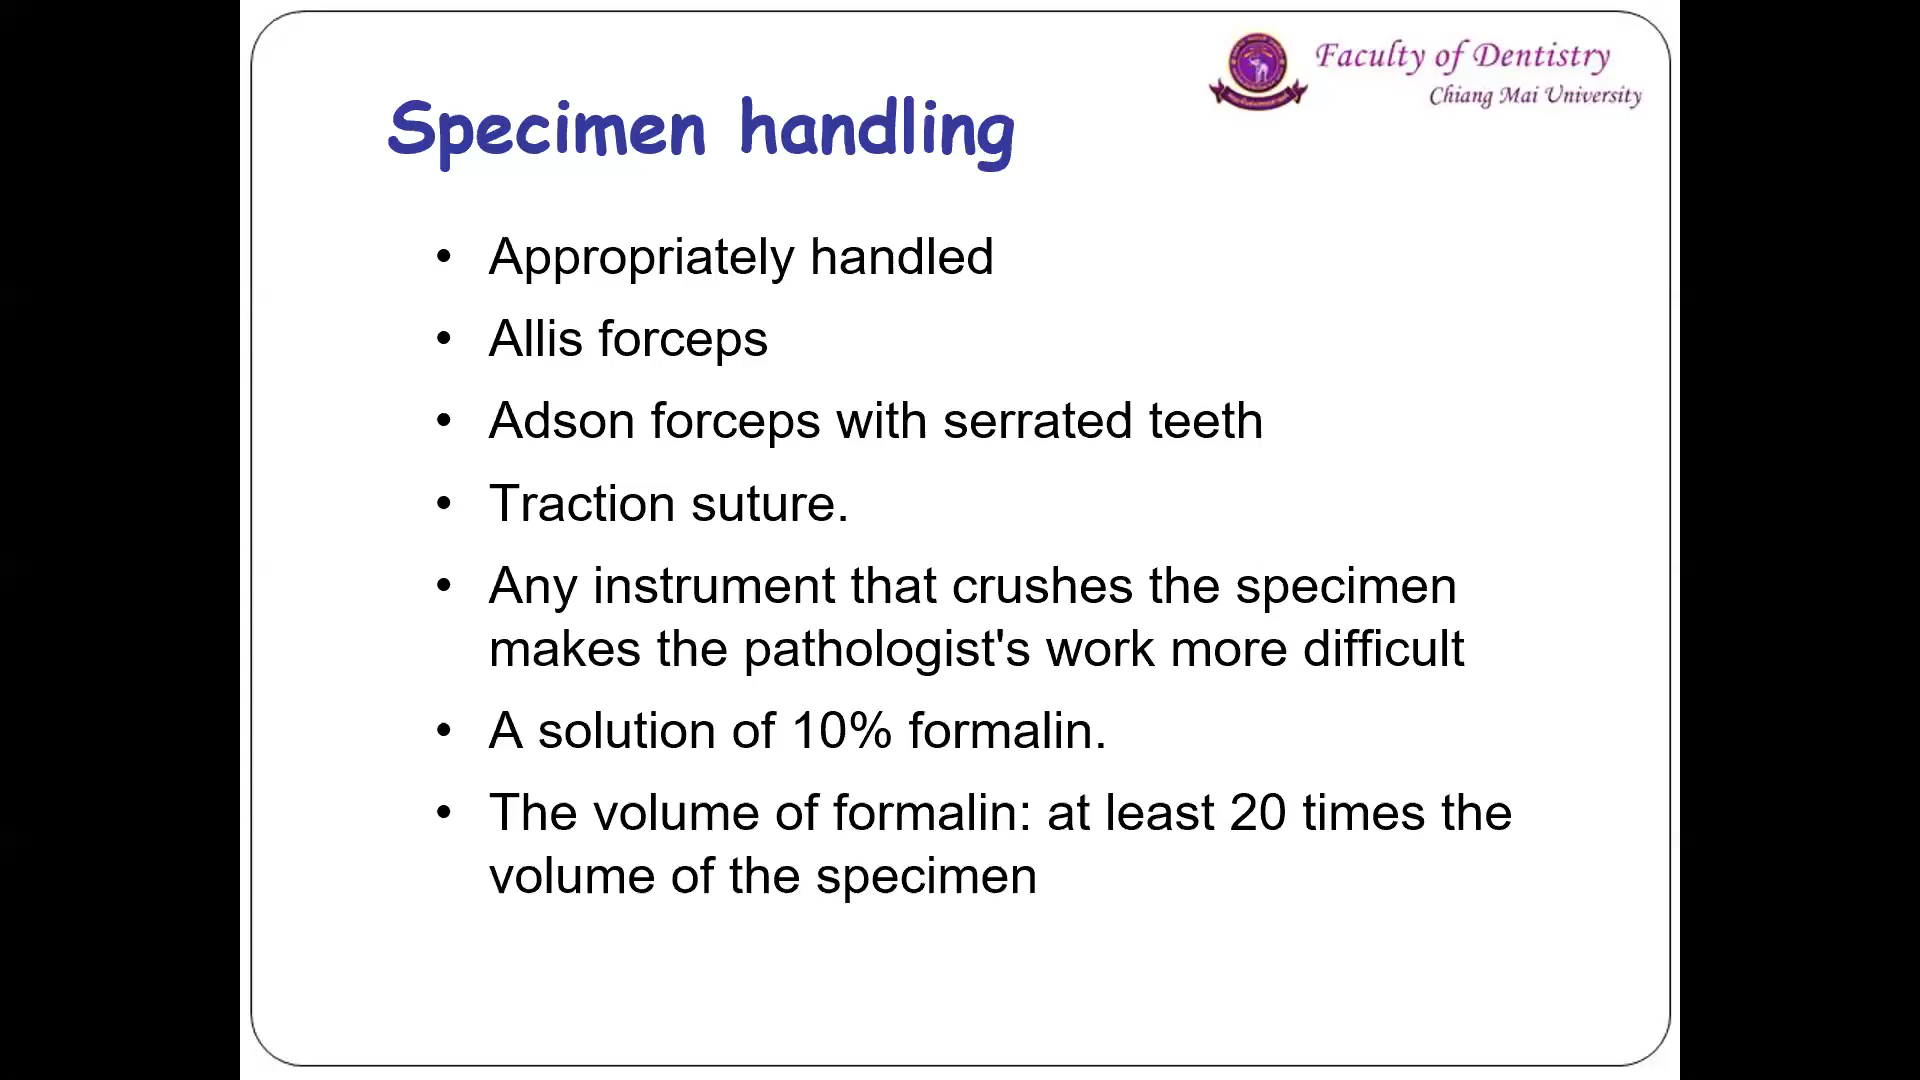 Faculty of Dentistry
Chiang Mai University
Specimen handling
• Appropriately handled
• Allis forceps
• Adson forceps with serrated teeth
• Traction suture.
• Any instrument that crushes the specimen
makes the pathologist's work more difficult
• A solution of 10% formalin.
• The volume of formalin: at least 20 times the
volume of the specimen